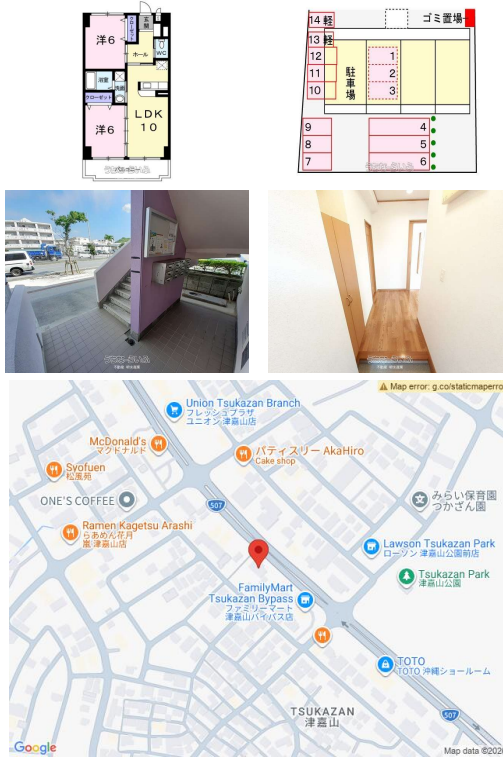 洋6
クローゼット
玄関
ホール
WC
浴室
洗面
クローゼット
洋6
LDK
10
14 軽
13 軽
12
11
10
9
8
7
駐車場
1
2
3
4
5
6
ゴミ置場
Map error: g.co/staticmaperro
Union Tsukazan Branch
フレッシュプラザ
ユニオン 津嘉山店
McDonald's
マクドナルド
パティスリー AkaHiro
Cake shop
Syofuen
松風苑
ONE'S COFFEE
507
みらい保育園
つかざん園
Ramen Kagetsu Arashi
らあめん花月
嵐 津嘉山店
Lawson Tsukazan Park
ローソン 津嘉山公園前店
Tsukazan Park
津嘉山公園
FamilyMart
Tsukazan Bypass
ファミリーマート
津嘉山バイパス店
TOTO
TOTO 沖縄ショールーム
TSUKAZAN
津嘉山
507
Google
Map data ©2026